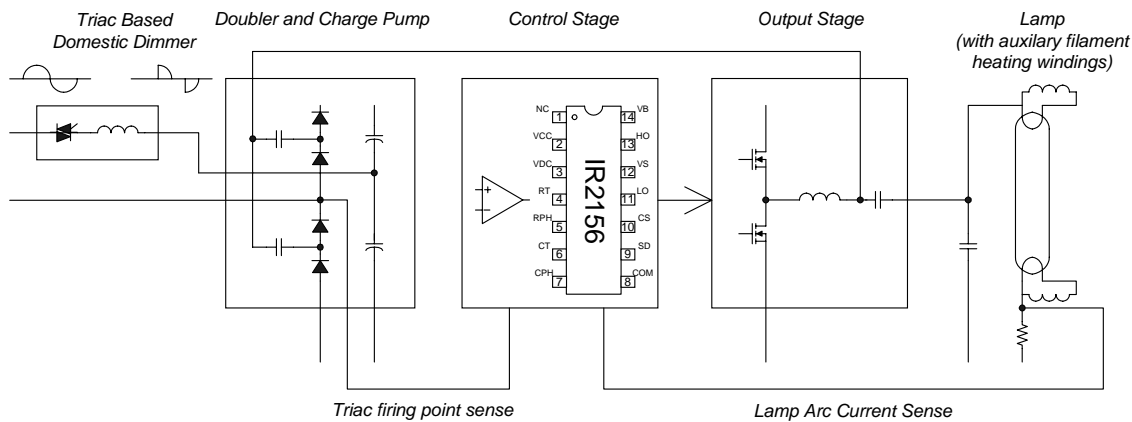 Triac Based
Domestic Dimmer
Doubler and Charge Pump
Control Stage
Output Stage
Lamp
(with auxilary filament
heating windings)
NC
1
14
VB
VCC
2
13
HO
VDC
3
12
VS
RT
4
11
LO
RPH
5
10
CS
CT
6
9
SD
CPH
7
8
COM
IR2156
+
−
Triac firing point sense
Lamp Arc Current Sense